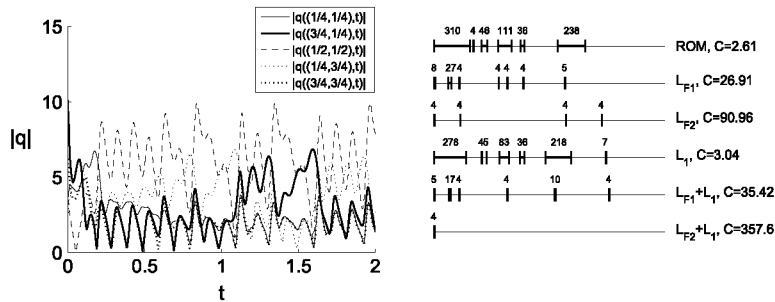 |q((1/4,1/4),t)|
|q((3/4,1/4),t)|
|q((1/2,1/2),t)|
|q((1/4,3/4),t)|
|q((3/4,3/4),t)|
15
10
5
0
|q|
0 0.5 1 1.5 2
t
310 4 46 111 36 238
ROM, C=2.61
8 274 4 4 4 5
L_F1, C=26.91
4 4 4 4
L_F2, C=90.96
278 45 83 36 218 7
L_1, C=3.04
5 174 4 10 4
L_F1+L_1, C=35.42
4
L_F2+L_1, C=357.6